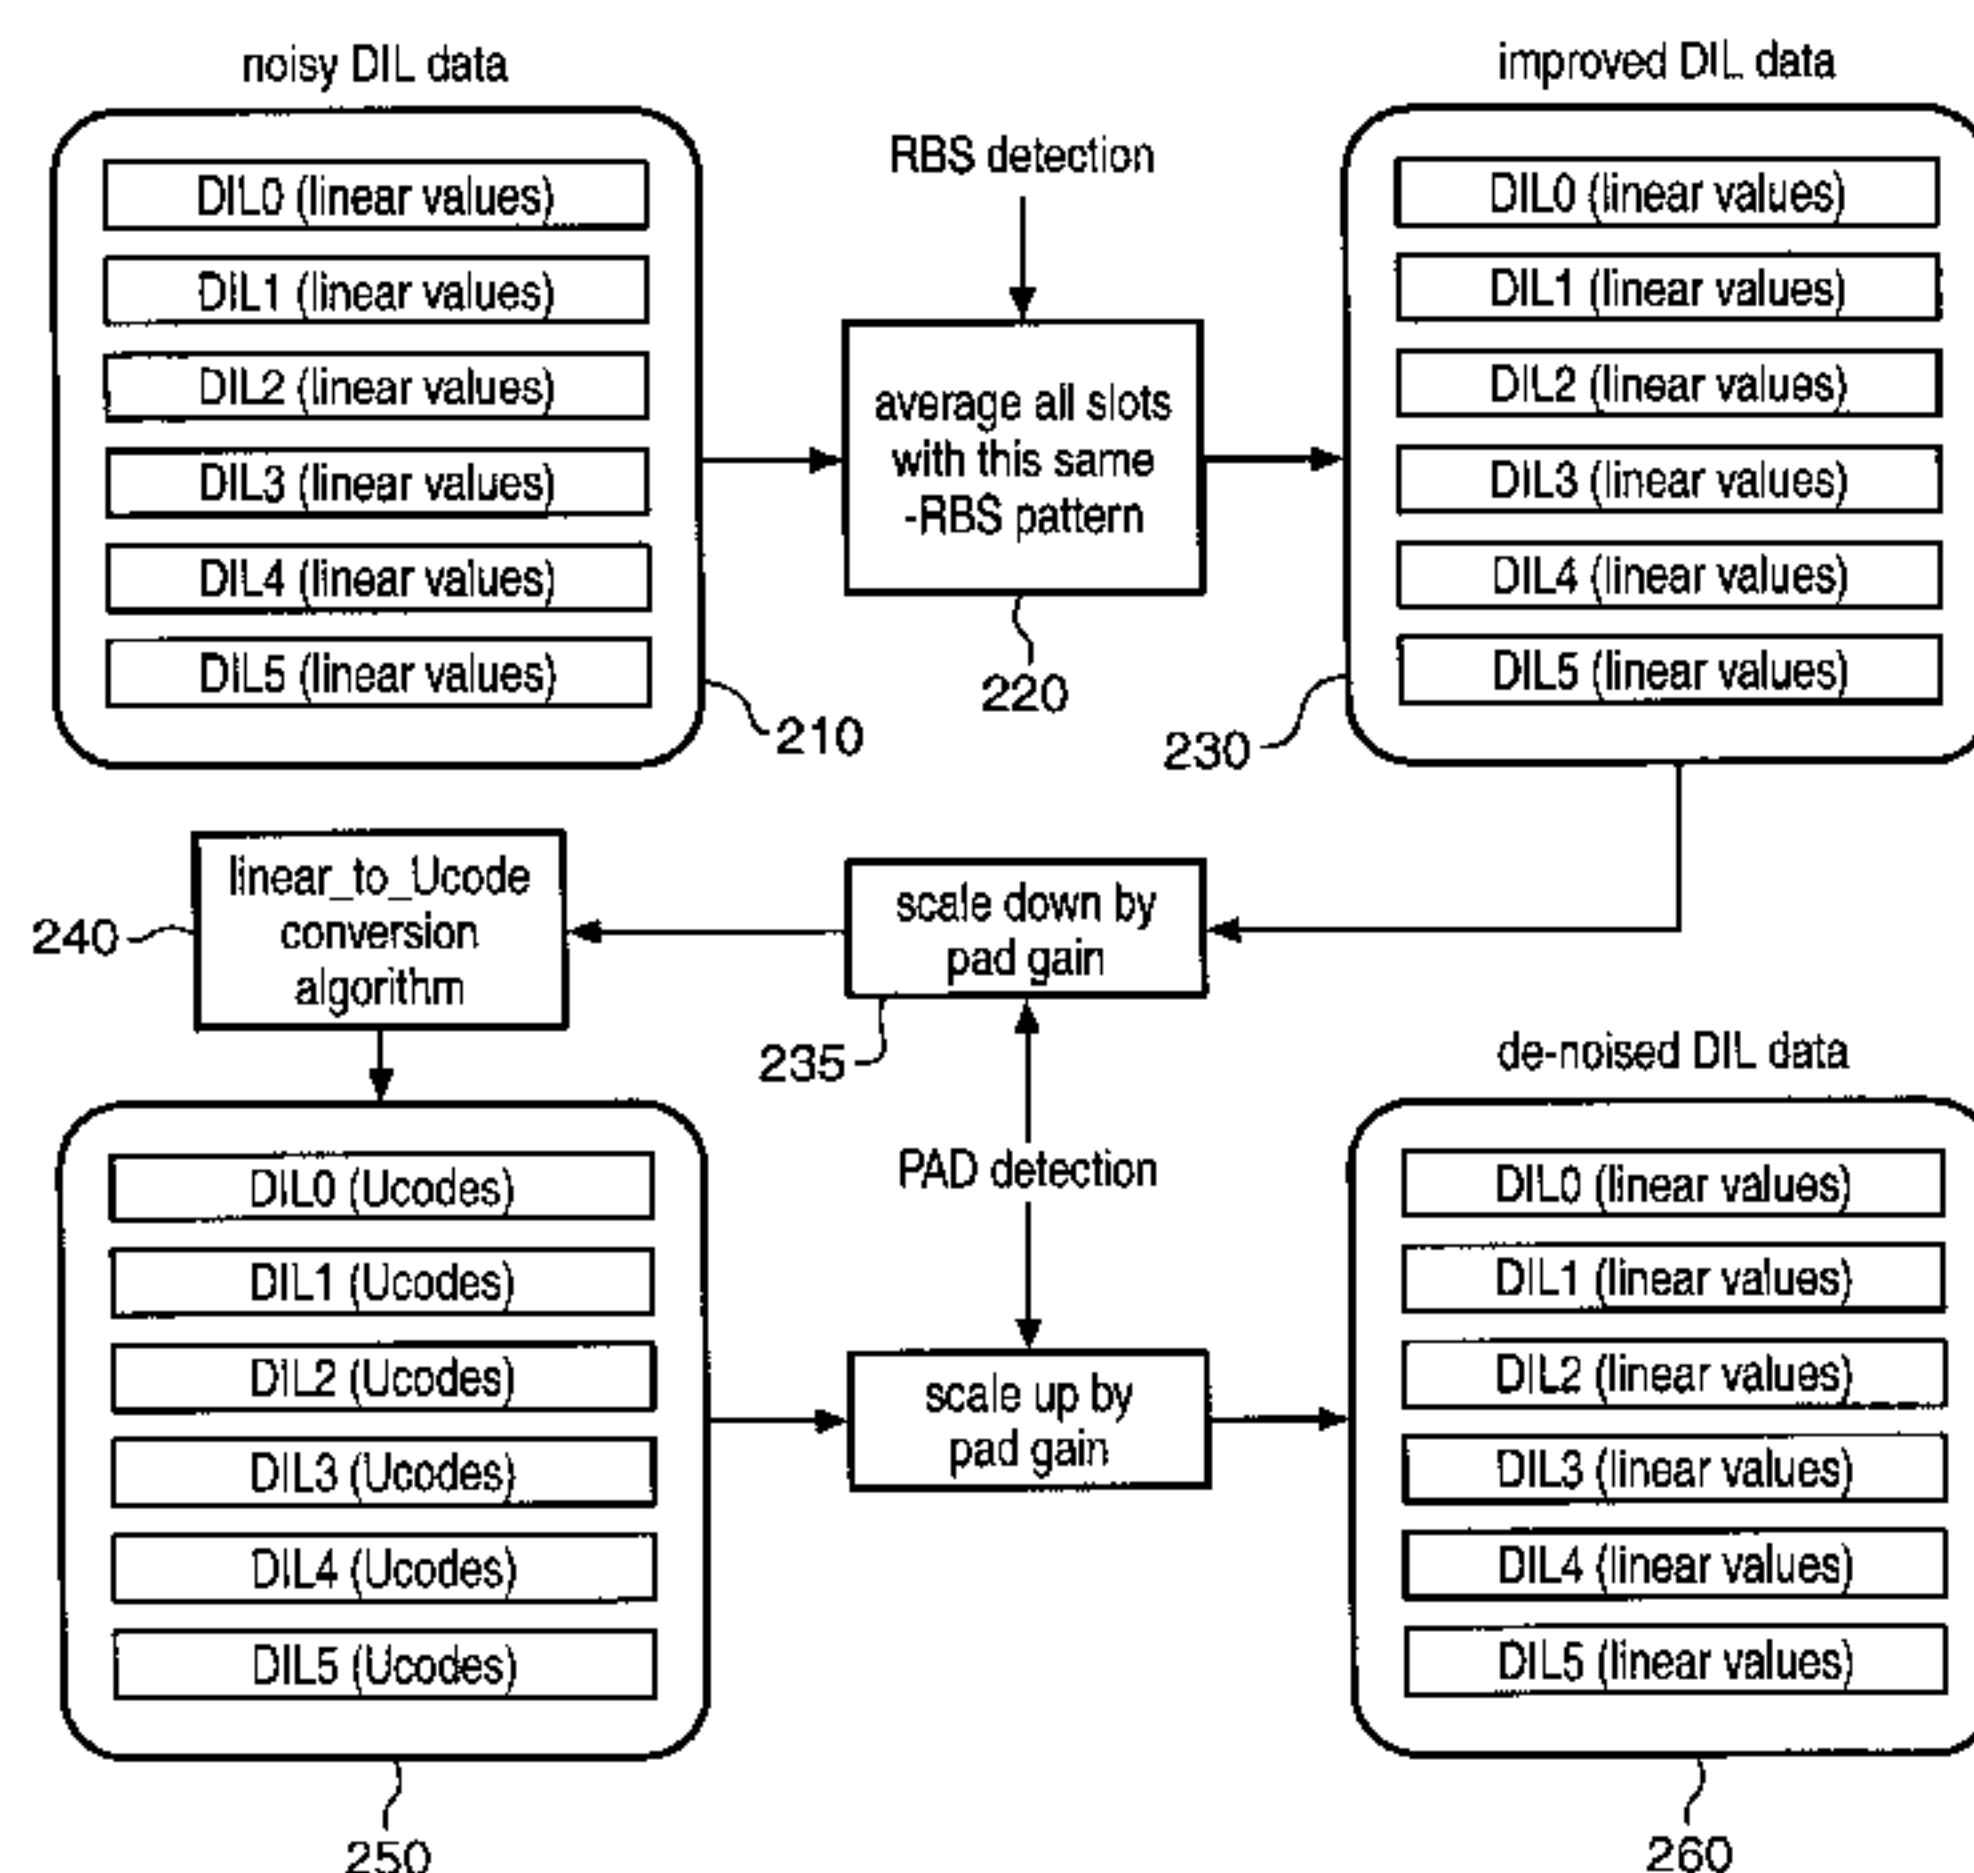 noisy DIL data
DIL0 (linear values)
DIL1 (linear values)
DIL2 (linear values)
DIL3 (linear values)
DIL4 (linear values)
DIL5 (linear values)
210
RBS detection
average all slots
with this same
-RBS pattern
220
improved DIL data
DIL0 (linear values)
DIL1 (linear values)
DIL2 (linear values)
DIL3 (linear values)
DIL4 (linear values)
DIL5 (linear values)
230
scale down by
pad gain
235
linear_to_Ucode
conversion
algorithm
240
DIL0 (Ucodes)
DIL1 (Ucodes)
DIL2 (Ucodes)
DIL3 (Ucodes)
DIL4 (Ucodes)
DIL5 (Ucodes)
250
PAD detection
scale up by
pad gain
de-noised DIL data
DIL0 (linear values)
DIL1 (linear values)
DIL2 (linear values)
DIL3 (linear values)
DIL4 (linear values)
DIL5 (linear values)
260